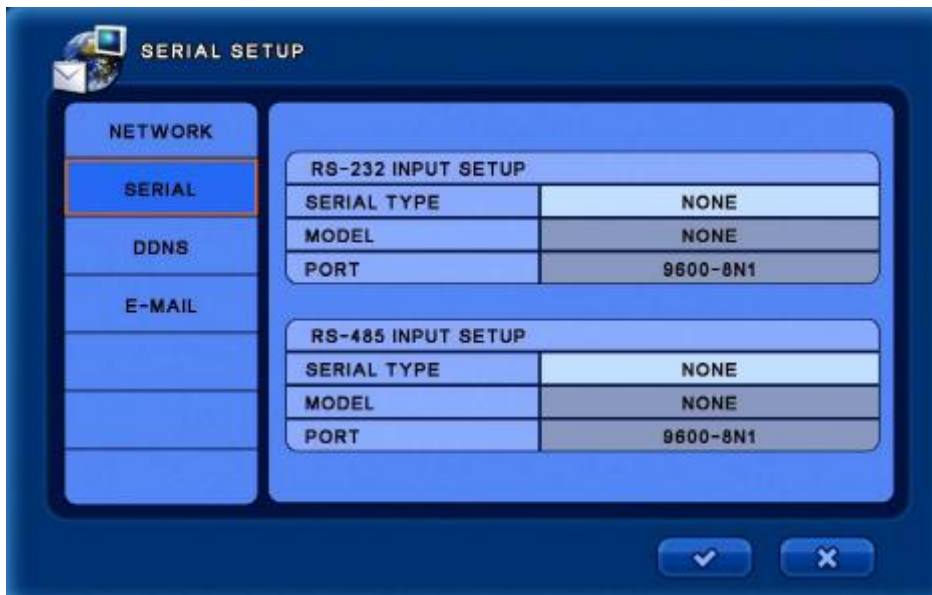 SERIAL SETUP
NETWORK
SERIAL
DDNS
E-MAIL
RS-232 INPUT SETUP
SERIAL TYPE NONE
MODEL NONE
PORT 9600-8N1
RS-485 INPUT SETUP
SERIAL TYPE NONE
MODEL NONE
PORT 9600-8N1